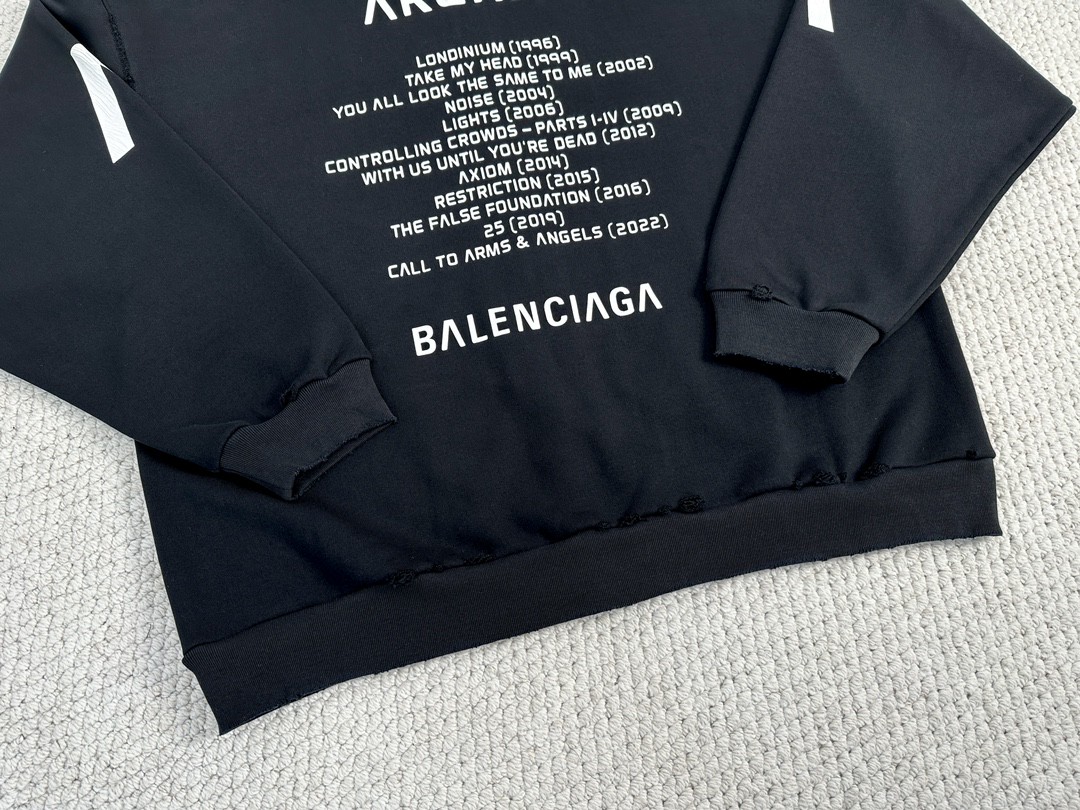 LONDINIUM (1996)
TAKE MY HEAD (1999)
YOU ALL LOOK THE SAME TO ME (2002)
NOISE (2004)
LIGHTS (2006)
CONTROLLING CROWDS – PARTS I-IV (2009)
WITH US UNTIL YOU'RE DEAD (2012)
AXIOM (2014)
RESTRICTION (2015)
THE FALSE FOUNDATION (2016)
25 (2019)
CALL TO ARMS & ANGELS (2022)
BALENCIAGA